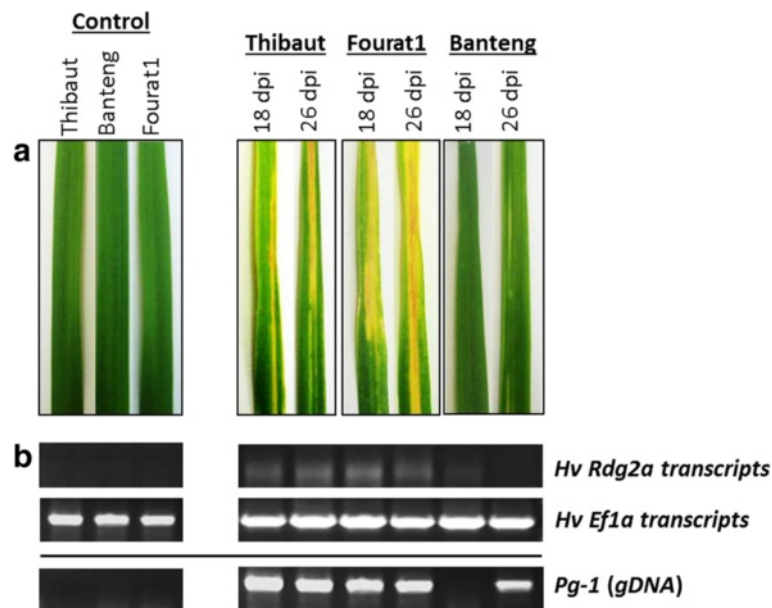 Control
Thibaut
Banteng
Fourat1
Thibaut
Fourat1
Banteng
18 dpi
26 dpi
18 dpi
26 dpi
18 dpi
26 dpi
a
b
Hv Rdg2a transcripts
Hv Ef1a transcripts
Pg-1 (gDNA)